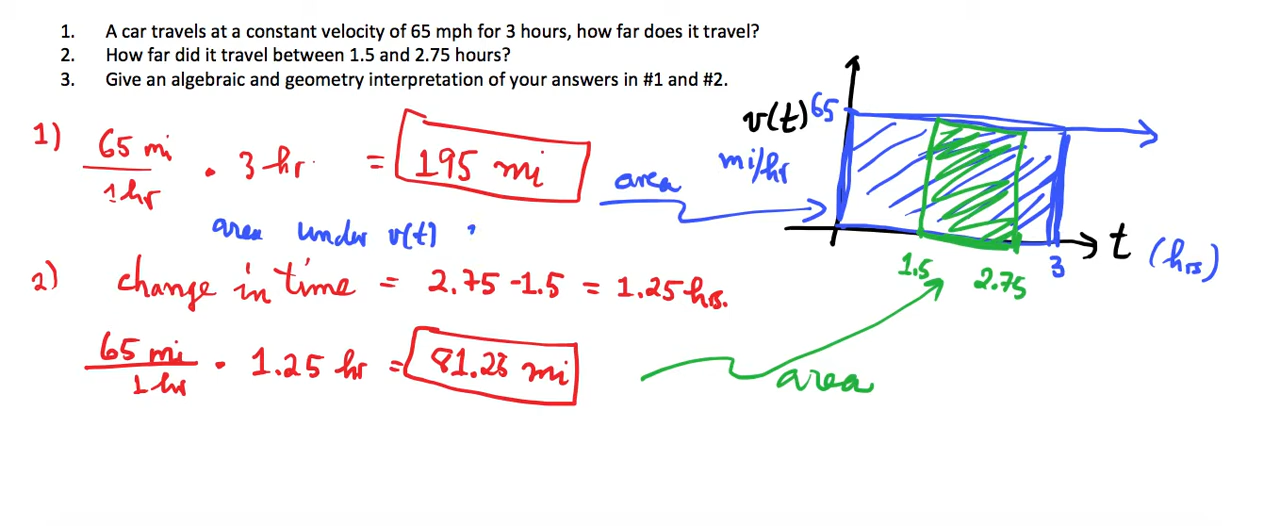 1. A car travels at a constant velocity of 65 mph for 3 hours, how far does it travel?
2. How far did it travel between 1.5 and 2.75 hours?
3. Give an algebraic and geometry interpretation of your answers in #1 and #2.
1) 65 mi / 1 hr · 3 hr = 195 mi
area under v(t)
v(t) 65
mi/hr
area
t (hrs)
1.5 2.75 3
2) change in time = 2.75 - 1.5 = 1.25 hrs.
65 mi / 1 hr · 1.25 hr = 81.25 mi
area